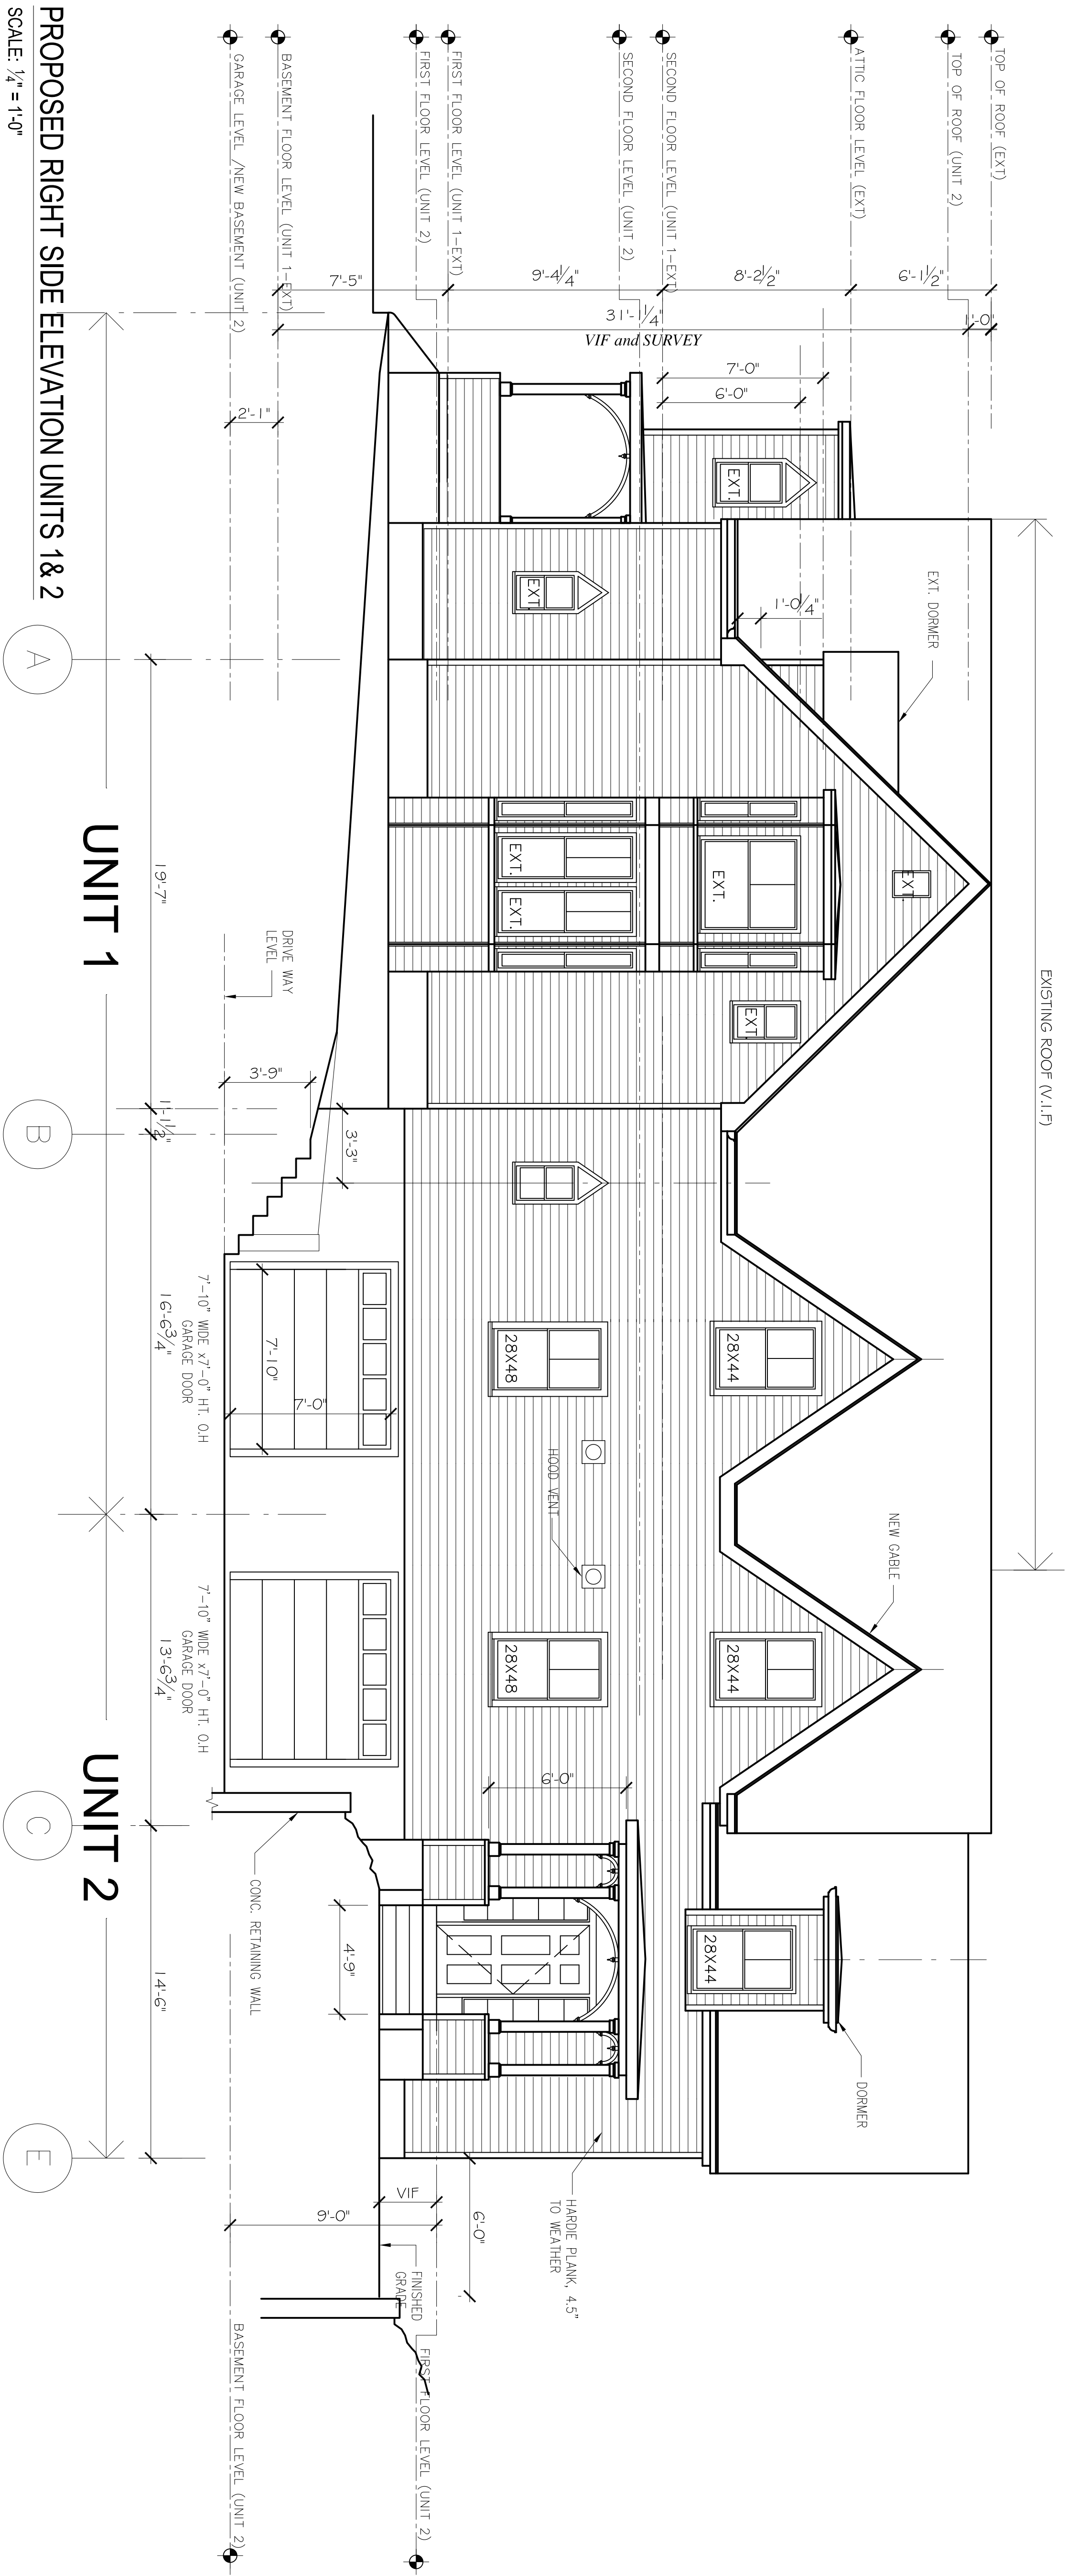 EXISTING ROOF (V.I.F)
TOP OF ROOF (EXT)
TOP OF ROOF (UNIT 2)
ATTIC FLOOR LEVEL (EXT)
SECOND FLOOR LEVEL (UNIT 1-EXT)
SECOND FLOOR LEVEL (UNIT 2)
FIRST FLOOR LEVEL (UNIT 1-EXT)
FIRST FLOOR LEVEL (UNIT 2)
BASEMENT FLOOR LEVEL (UNIT 1-EXT)
GARAGE LEVEL /NEW BASEMENT (UNIT 2)
6'-1 1/2"
8'-2 1/2"
9'-4 1/4"
7'-5"
1'-0"
31'-1 1/4"
VIF and SURVEY
2'-1"
7'-0"
6'-0"
1'-0 1/4"
EXT. DORMER
NEW GABLE
DORMER
EXT.
EXT.
EXT.
EXT.
EXT.
EXT.
EXT.
28X44
28X44
28X44
28X48
28X48
HOOD VENT
6'-0"
HARDIE PLANK, 4.5"
TO WEATHER
DRIVE WAY
LEVEL
3'-9"
3'-3"
7'-10"
7'-0"
7'-10" WIDE x7'-0" HT. O.H
GARAGE DOOR
7'-10" WIDE x7'-0" HT. O.H
GARAGE DOOR
CONC. RETAINING WALL
4'-9"
VIF
9'-0"
6'-0"
FINISHED
GRADE
FIRST FLOOR LEVEL (UNIT 2)
BASEMENT FLOOR LEVEL (UNIT 2)
19'-7"
1'-1 1/2"
16'-6 3/4"
13'-6 3/4"
14'-6"
UNIT 1
UNIT 2
A
B
C
E
PROPOSED RIGHT SIDE ELEVATION UNITS 1& 2
SCALE: 1/4" = 1'-0"